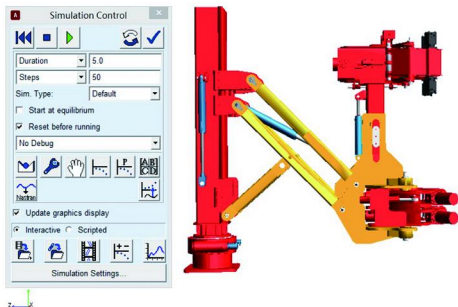 Simulation Control
Duration 5.0
Steps 50
Sim. Type: Default
Start at equilibrium
Reset before running
No Debug
P
A B
C D
Nastran
Update graphics display
Interactive Scripted
Simulation Settings...
Z X